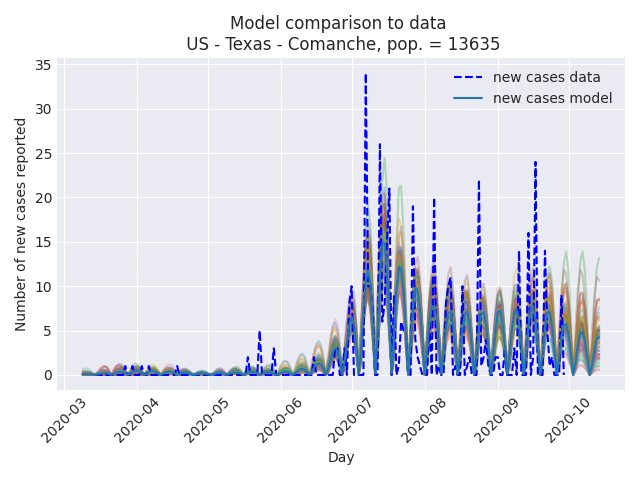 Model comparison to data
US - Texas - Comanche, pop. = 13635
Number of new cases reported
35
30
25
20
15
10
5
0
new cases data
new cases model
2020-03
2020-04
2020-05
2020-06
2020-07
2020-08
2020-09
2020-10
Day